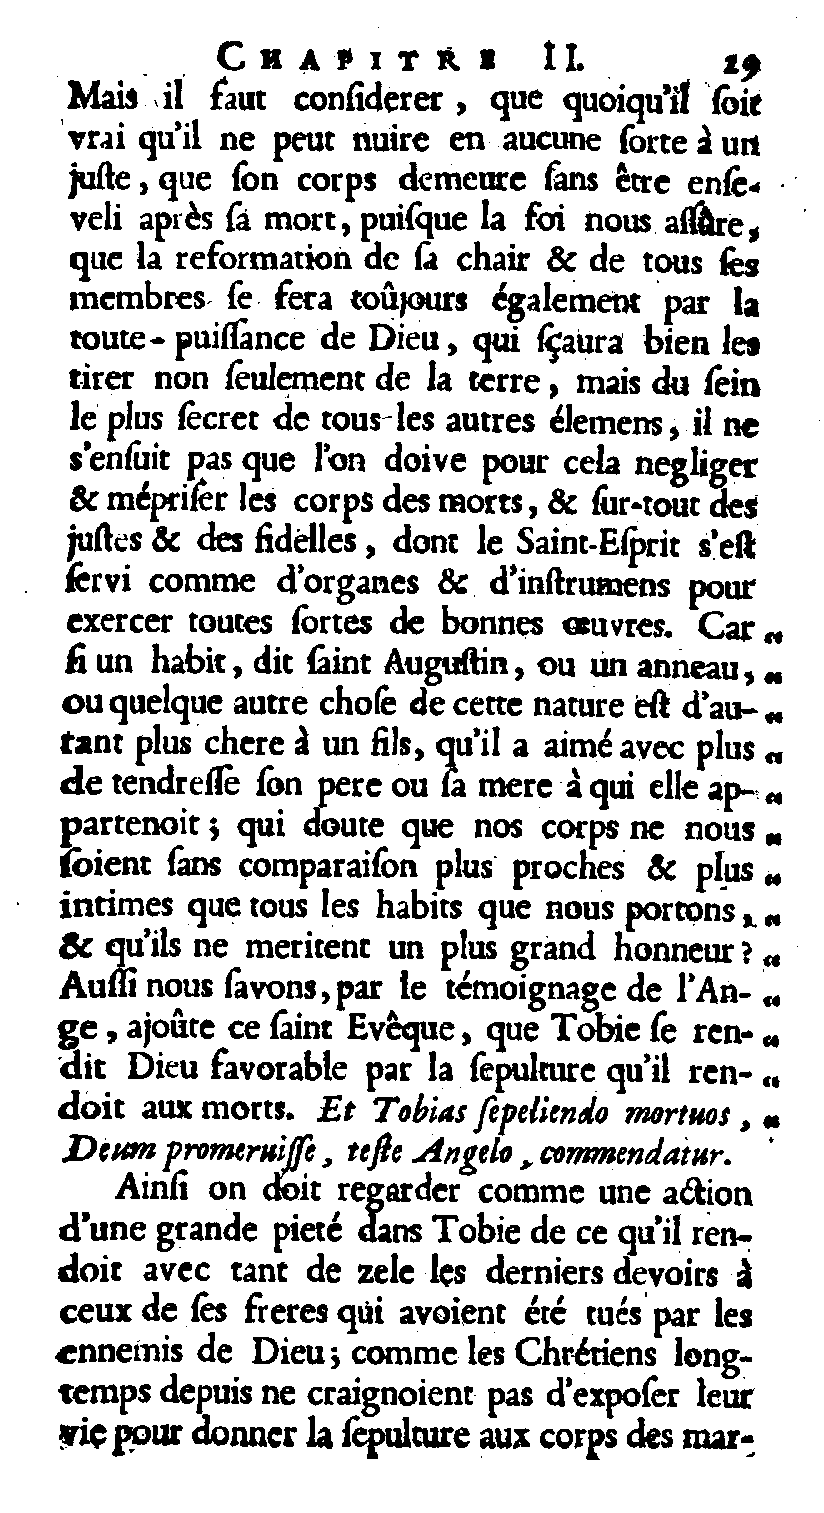 CHAPITRE II. 29
Mais il faut conſiderer, que quoiqu'il ſoit
vrai qu'il ne peut nuire en aucune ſorte à un
juſte, que ſon corps demeure ſans être enſe-
veli après ſa mort, puiſque la foi nous aſſûre,
que la reformation de ſa chair & de tous ſes
membres ſe fera toûjours également par la
toute-puiſſance de Dieu, qui ſçaura bien les
tirer non ſeulement de la terre, mais du ſein
le plus ſecret de tous les autres élemens, il ne
s'enſuit pas que l'on doive pour cela negliger
& mépriſer les corps des morts, & ſur-tout des
juſtes & des fidélles, dont le Saint-Eſprit s'eſt
ſervi comme d'organes & d'inſtrumens pour
exercer toutes ſortes de bonnes œuvres. Car „
ſi un habit, dit ſaint Auguſtin, ou un anneau, „
ou quelque autre choſe de cette nature eſt d'au- „
tant plus chere à un fils, qu'il a aimé avec plus „
de tendreſſe ſon pere ou ſa mere à qui elle ap- „
partenoit; qui doute que nos corps ne nous „
ſoient ſans comparaiſon plus proches & plus „
intimes que tous les habits que nous portons, „
& qu'ils ne meritent un plus grand honneur? „
Auſſi nous ſavons, par le témoignage de l'An- „
ge, ajoûte ce ſaint Evêque, que Tobie ſe ren- „
dit Dieu favorable par la ſepulture qu'il ren- „
doit aux morts. Et Tobias ſepeliendo mortuos, „
Deum promeruiſſe, teſte Angelo, commendatur.
Ainſi on doit regarder comme une action
d'une grande pieté dans Tobie de ce qu'il ren-
doit avec tant de zele les derniers devoirs à
ceux de ſes freres qui avoient été tués par les
ennemis de Dieu; comme les Chrétiens long-
temps depuis ne craignoient pas d'expoſer leur
vie pour donner la ſepulture aux corps des mar-